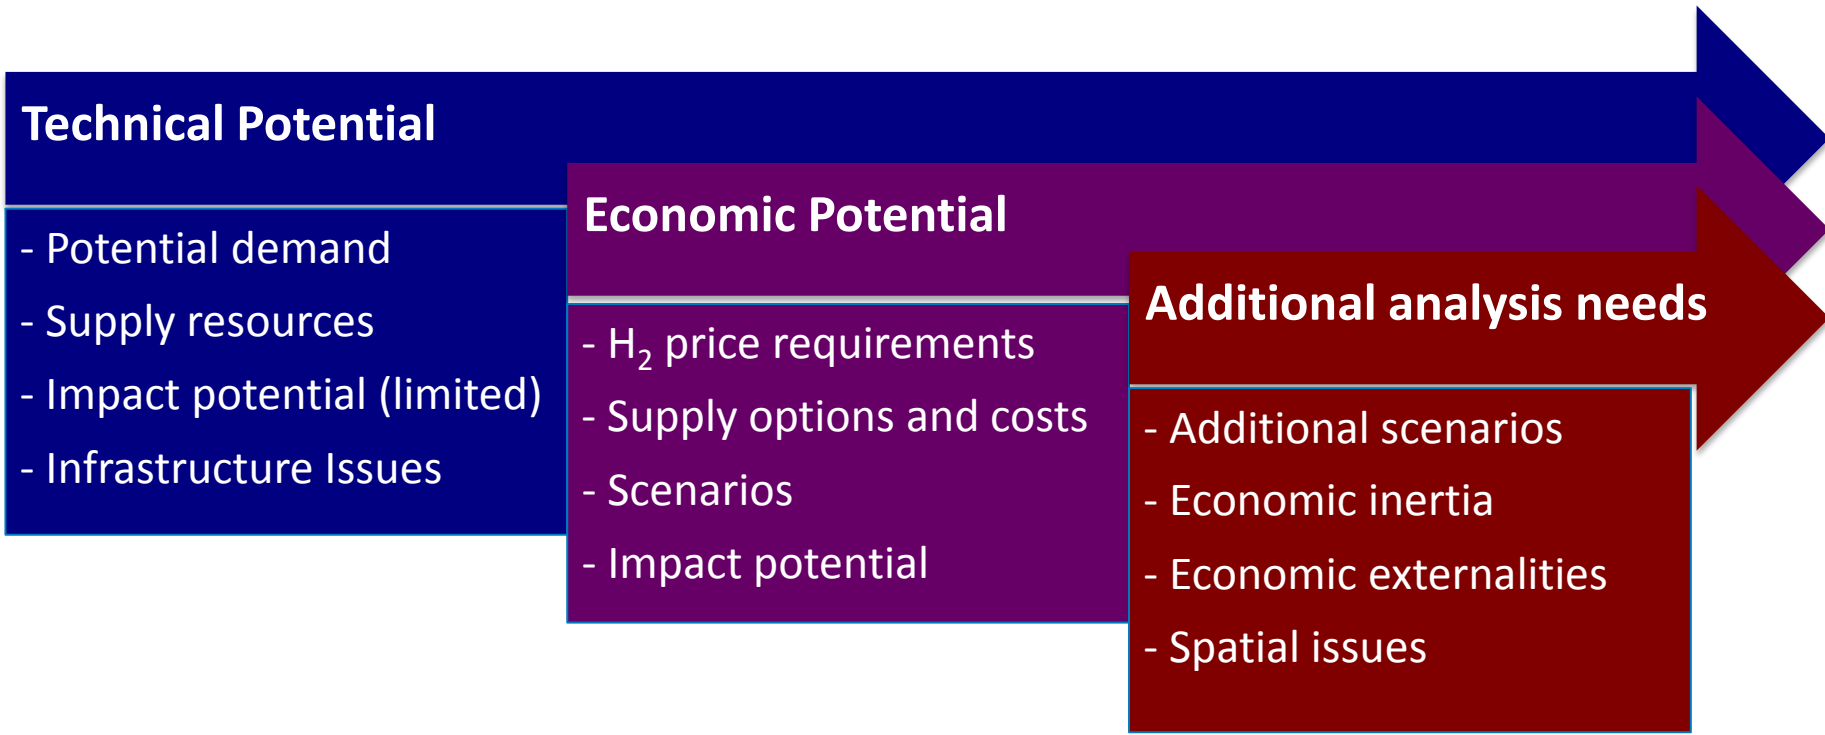 Technical Potential
- Potential demand
- Supply resources
- Impact potential (limited)
- Infrastructure Issues
Economic Potential
- H₂ price requirements
- Supply options and costs
- Scenarios
- Impact potential
Additional analysis needs
- Additional scenarios
- Economic inertia
- Economic externalities
- Spatial issues